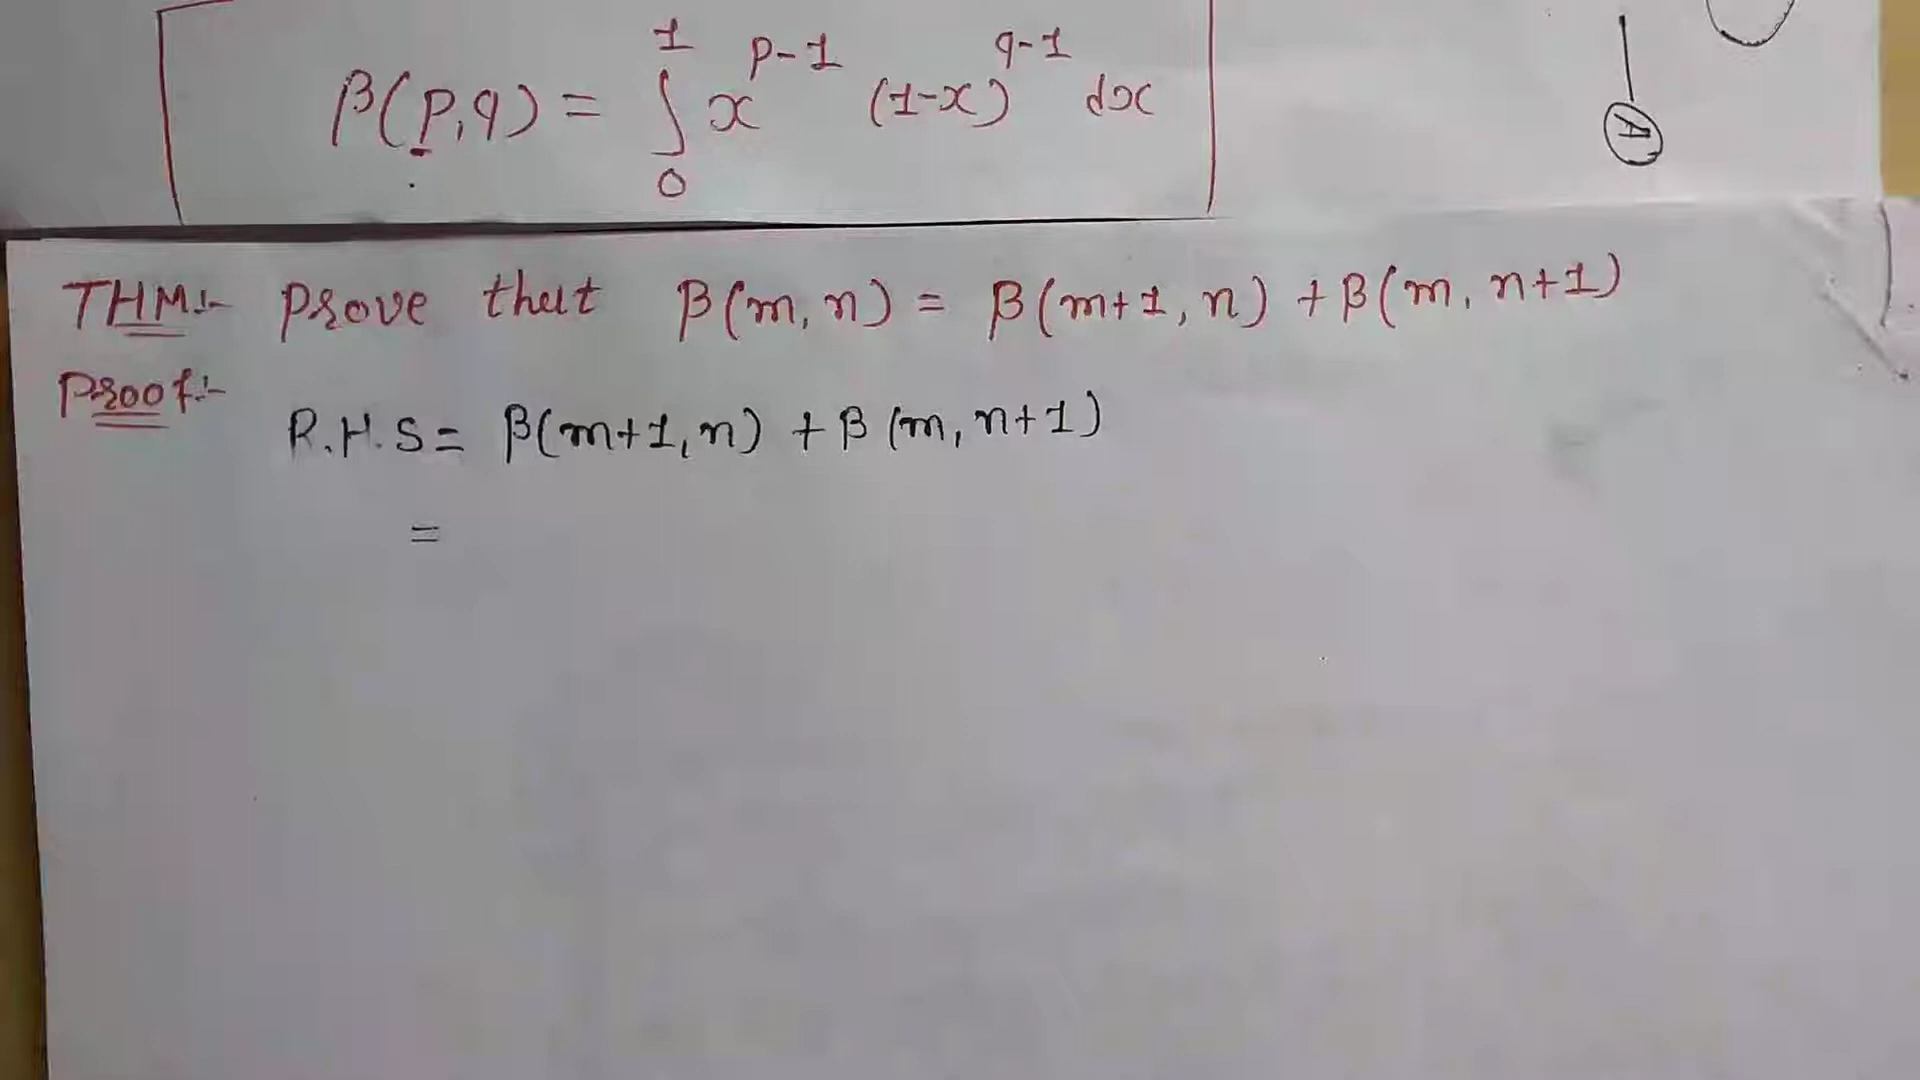 β(p,q) = ∫₀¹ x^{p-1} (1-x)^{q-1} dx
A
THM:- prove that β(m, n) = β(m+1, n) + β(m, n+1)
Proof:-
R.H.S = β(m+1, n) + β(m, n+1)
=